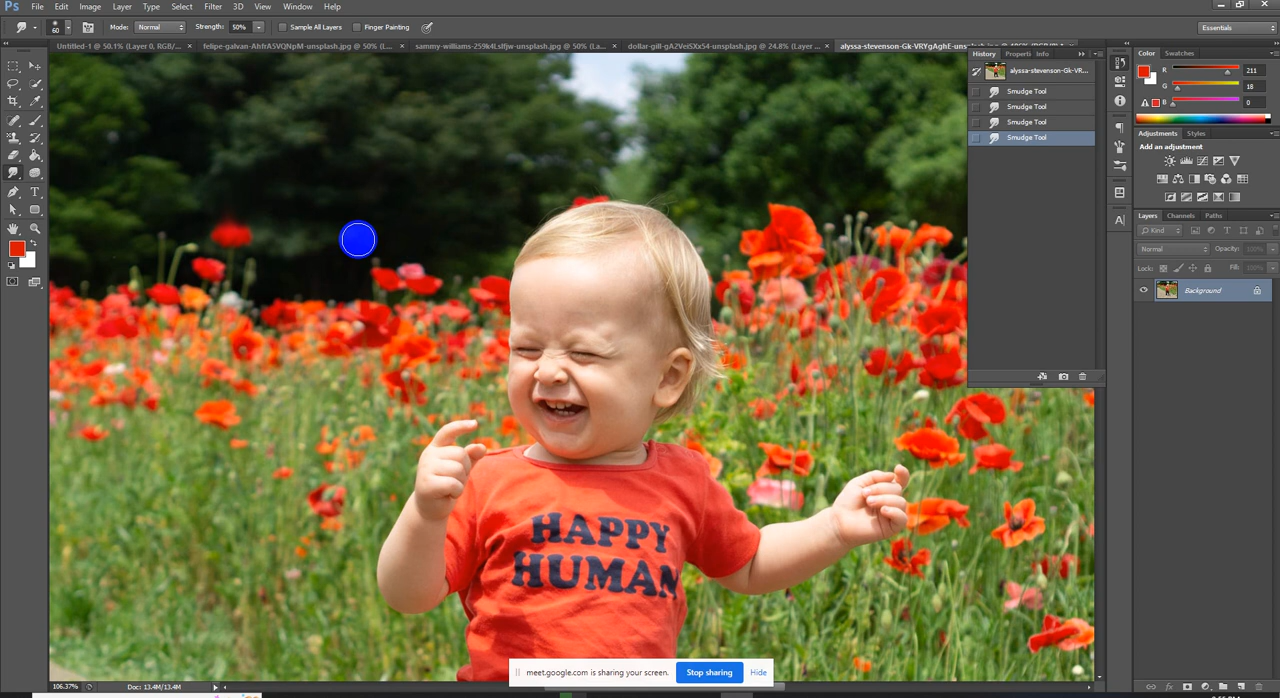 Ps File Edit Image Layer Type Select Filter 3D View Window Help
60 Mode: Normal Strength: 50% Sample All Layers Finger Painting Essentials
Untitled-1 @ 50.1% (Layer 0, RGB/... × felipe-galvan-AhfrA5VQNpM-unsplash.jpg @ 50% (L... × sammy-williams-259k4Lslfjw-unsplash.jpg @ 50% (La... × dollar-gill-gA2VeiSXx54-unsplash.jpg @ 24.8% (Layer ... × alyssa-stevenson-Gk-VRYgAghE-uns
History Properti Info
alyssa-stevenson-Gk-VR...
Smudge Tool
Smudge Tool
Smudge Tool
Smudge Tool
Color Swatches
R 211
G 18
B 0
Adjustments Styles
Add an adjustment
Layers Channels Paths
Kind
Normal Opacity: 100%
Lock: Fill: 100%
Background
HAPPY
HUMAN
meet.google.com is sharing your screen. Stop sharing Hide
106.37% Doc: 13.4M/13.4M